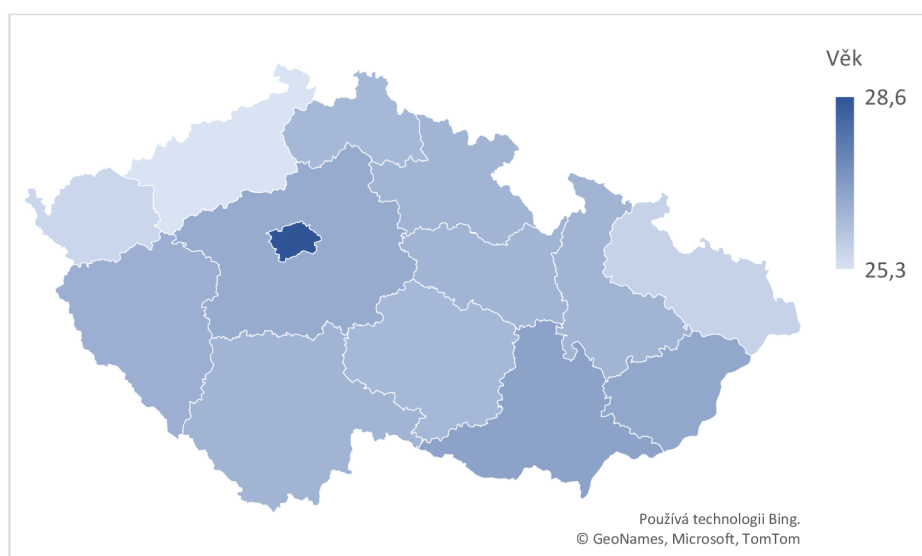 Věk
28,6
25,3
Používá technologii Bing.
© GeoNames, Microsoft, TomTom